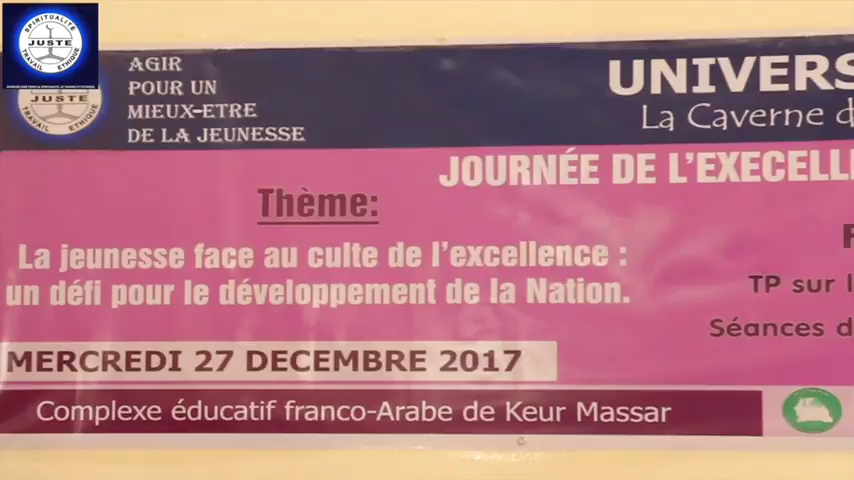 SPIRITUALITE
JUSTE
TRAVAIL ETHIQUE
JUSTE
TRAVAIL ETHIQUE
AGIR
POUR UN
MIEUX-ETRE
DE LA JEUNESSE
UNIVERS
La Caverne d
JOURNÉE DE L'EXECELL
Thème:
La jeunesse face au culte de l'excellence :
un défi pour le développement de la Nation.
TP sur l
Séances d
MERCREDI 27 DECEMBRE 2017
Complexe éducatif franco-Arabe de Keur Massar